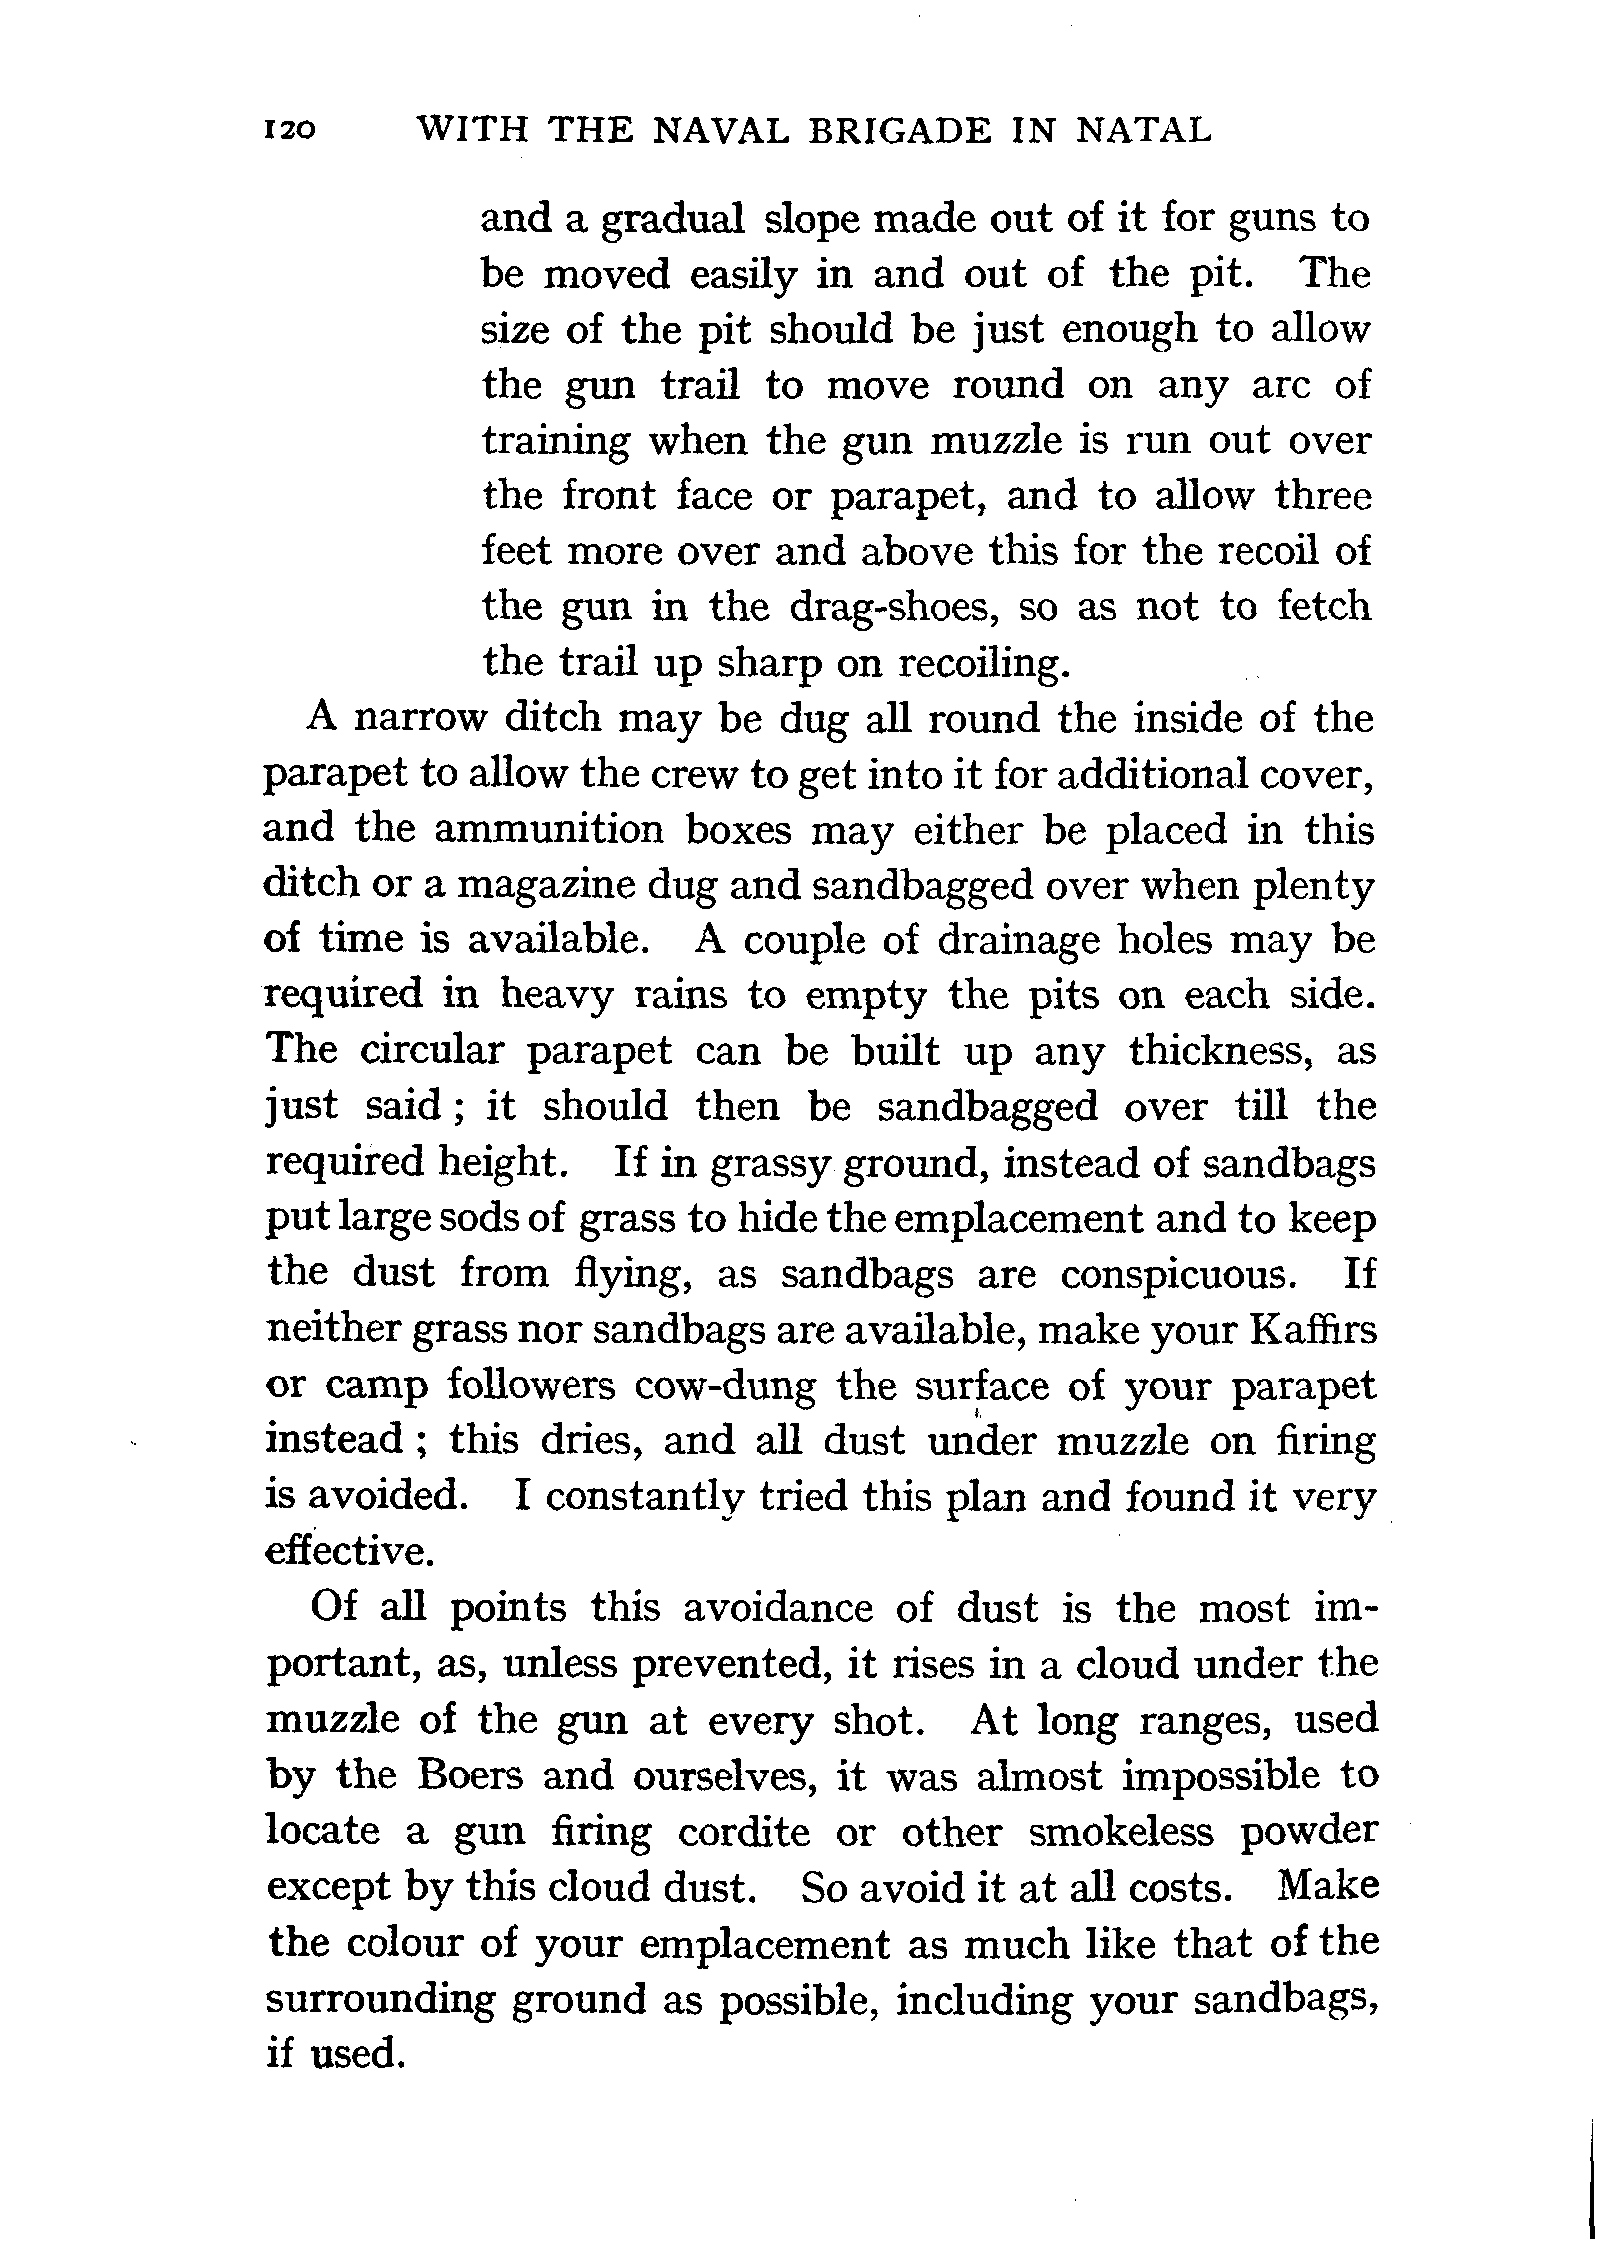 120 WITH THE NAVAL BRIGADE IN NATAL
and a gradual slope made out of it for guns to
be moved easily in and out of the pit. The
size of the pit should be just enough to allow
the gun trail to move round on any arc of
training when the gun muzzle is run out over
the front face or parapet, and to allow three
feet more over and above this for the recoil of
the gun in the drag-shoes, so as not to fetch
the trail up sharp on recoiling.
A narrow ditch may be dug all round the inside of the
parapet to allow the crew to get into it for additional cover,
and the ammunition boxes may either be placed in this
ditch or a magazine dug and sandbagged over when plenty
of time is available. A couple of drainage holes may be
required in heavy rains to empty the pits on each side.
The circular parapet can be built up any thickness, as
just said ; it should then be sandbagged over till the
required height. If in grassy ground, instead of sandbags
put large sods of grass to hide the emplacement and to keep
the dust from flying, as sandbags are conspicuous. If
neither grass nor sandbags are available, make your Kaffirs
or camp followers cow-dung the surface of your parapet
instead ; this dries, and all dust under muzzle on firing
is avoided. I constantly tried this plan and found it very
effective.
Of all points this avoidance of dust is the most im-
portant, as, unless prevented, it rises in a cloud under the
muzzle of the gun at every shot. At long ranges, used
by the Boers and ourselves, it was almost impossible to
locate a gun firing cordite or other smokeless powder
except by this cloud dust. So avoid it at all costs. Make
the colour of your emplacement as much like that of the
surrounding ground as possible, including your sandbags,
if used.